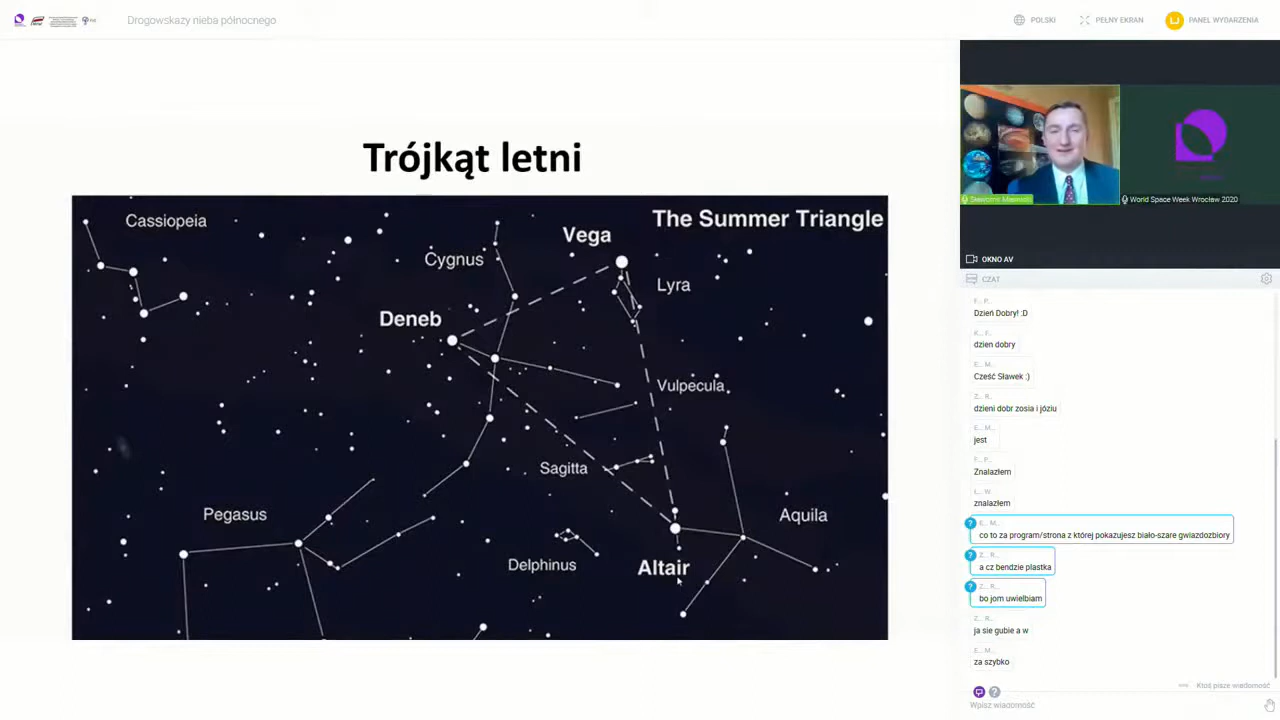 Drogowskazy nieba północnego
POLSKI
PEŁNY EKRAN
PANEL WYDARZENIA
Trójkąt letni
The Summer Triangle
Cassiopeia
Vega
Cygnus
Lyra
Deneb
Vulpecula
Sagitta
Pegasus
Aquila
Delphinus
Altair
World Space Week Wrocław 2020
OKNO AV
CZAT
F... P...
Dzień Dobry! :D
K... F...
dzien dobry
E... M...
Cześć Sławek :)
Z... R...
dzieni dobr zosia i józiu
E... M...
jest
F... P...
Znalazłem
Ł... W...
znalazłem
E... M...
co to za program/strona z której pokazujesz biało-szare gwiazdozbiory
Z... R...
a cz bendzie plastka
Z... R...
bo jom uwielbiam
Z... R...
ja sie gubie a w
E... M...
za szybko
Ktoś pisze wiadomość
Wpisz wiadomość